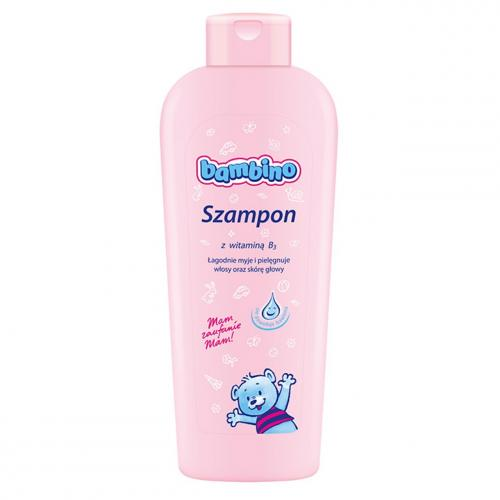 bambino
Szampon
z witaminą B3
Łagodnie myje i pielęgnuje
włosy oraz skórę głowy
Mam
zaufanie
Mam!